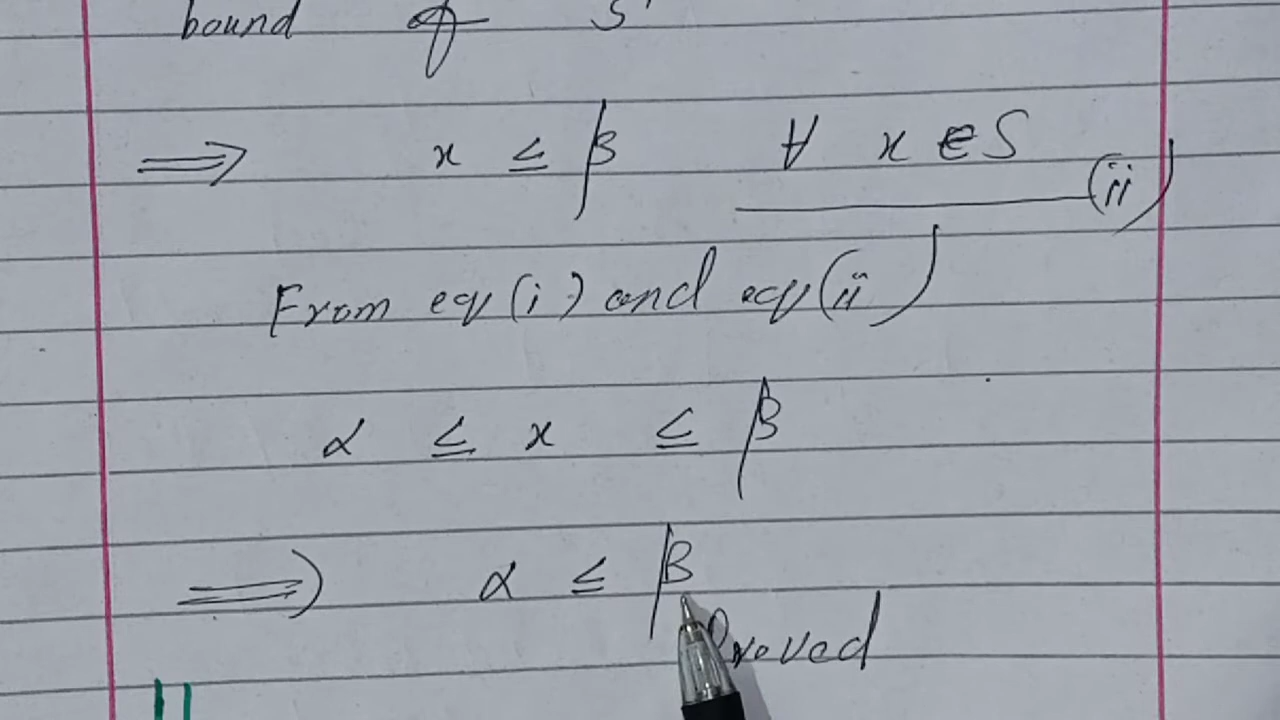 bound of S
⟹ x ≤ β ∀ x ∈ S
(ii)
From eq (i) and eq (ii)
α ≤ x ≤ β
⟹ α ≤ β
Proved